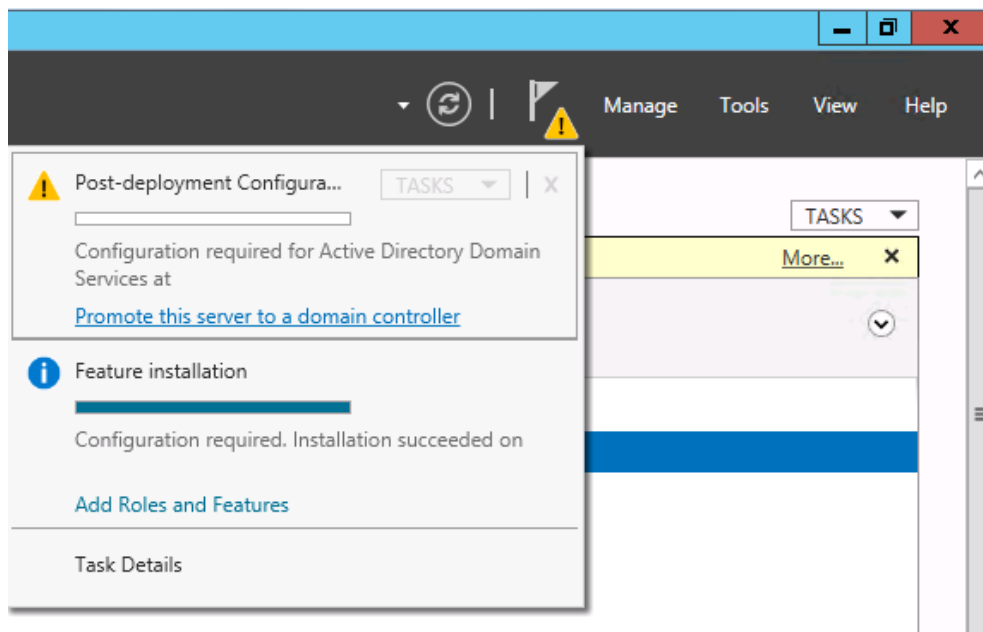 Manage Tools View Help
Post-deployment Configura... TASKS
TASKS
Configuration required for Active Directory Domain
Services at
More...
Promote this server to a domain controller
Feature installation
Configuration required. Installation succeeded on
Add Roles and Features
Task Details